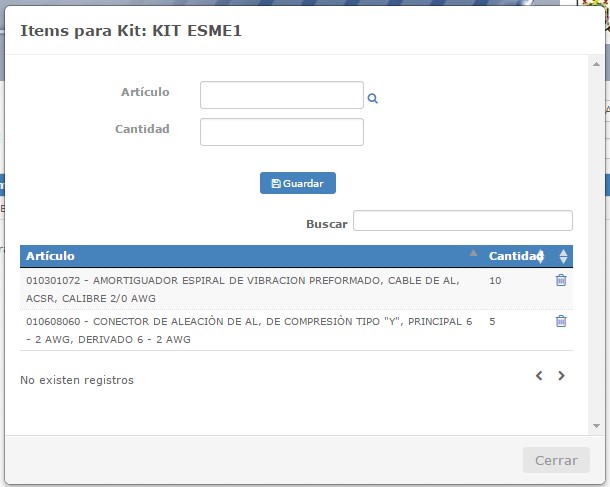 Items para Kit: KIT ESME1
Artículo
Cantidad
Guardar
Buscar
Artículo Cantidad
010301072 - AMORTIGUADOR ESPIRAL DE VIBRACION PREFORMADO, CABLE DE AL, 10
ACSR, CALIBRE 2/0 AWG
010608060 - CONECTOR DE ALEACIÒN DE AL, DE COMPRESIÒN TIPO "Y", PRINCIPAL 6 5
- 2 AWG, DERIVADO 6 - 2 AWG
No existen registros
Cerrar